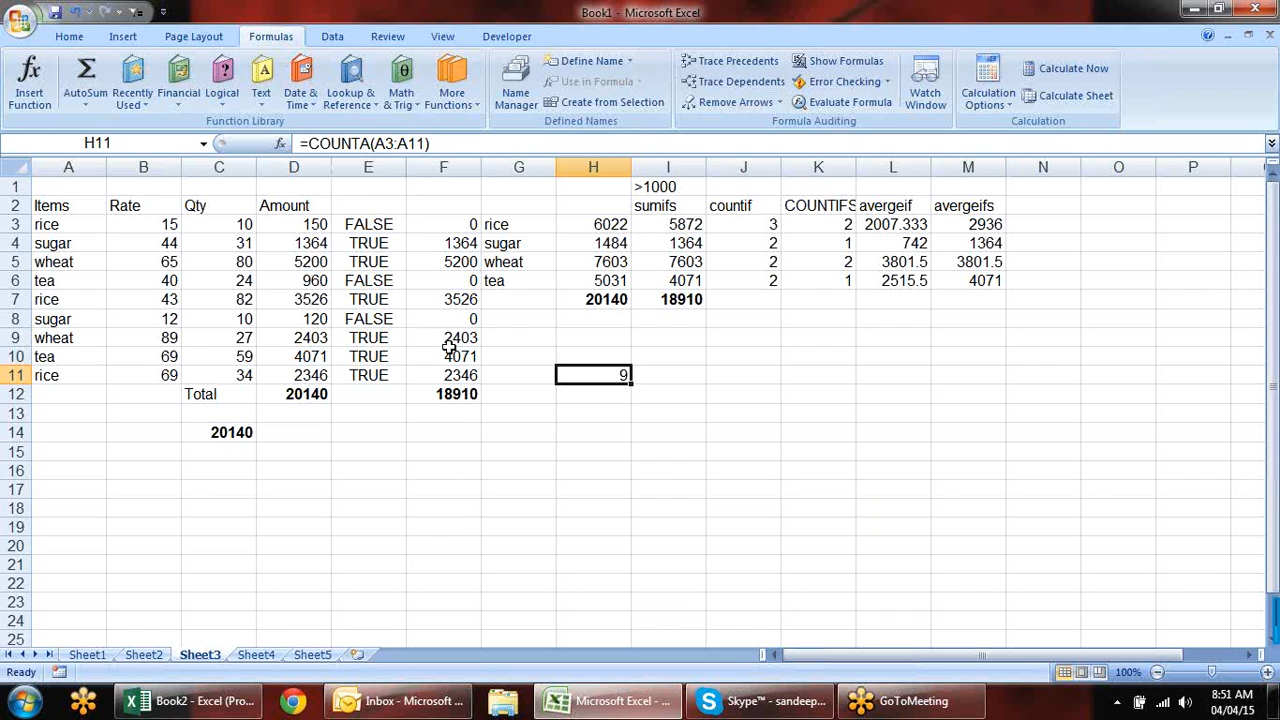 Book1 - Microsoft Excel
Home Insert Page Layout Formulas Data Review View Developer
Insert Function
AutoSum
Recently Used
Financial
Logical
Text
Date & Time
Lookup & Reference
Math & Trig
More Functions
Function Library
Name Manager
Define Name
Use in Formula
Create from Selection
Defined Names
Trace Precedents
Trace Dependents
Remove Arrows
Show Formulas
Error Checking
Evaluate Formula
Watch Window
Formula Auditing
Calculation Options
Calculate Now
Calculate Sheet
Calculation
H11 fx =COUNTA(A3:A11)
A B C D E F G H I J K L M N O P
1 >1000
2 Items Rate Qty Amount sumifs countif COUNTIFS avergeif avergeifs
3 rice 15 10 150 FALSE 0 rice 6022 5872 3 2 2007.333 2936
4 sugar 44 31 1364 TRUE 1364 sugar 1484 1364 2 1 742 1364
5 wheat 65 80 5200 TRUE 5200 wheat 7603 7603 2 2 3801.5 3801.5
6 tea 40 24 960 FALSE 0 tea 5031 4071 2 1 2515.5 4071
7 rice 43 82 3526 TRUE 3526 20140 18910
8 sugar 12 10 120 FALSE 0
9 wheat 89 27 2403 TRUE 2403
10 tea 69 59 4071 TRUE 4071
11 rice 69 34 2346 TRUE 2346 9
12 Total 20140 18910
13
14 20140
15
16
17
18
19
20
21
22
23
24
25
Sheet1 Sheet2 Sheet3 Sheet4 Sheet5
Ready 100%
Book2 - Excel (Pro... Inbox - Microsoft ... Microsoft Excel - ... Skype™ - sandeep... GoToMeeting 8:51 AM
04/04/15